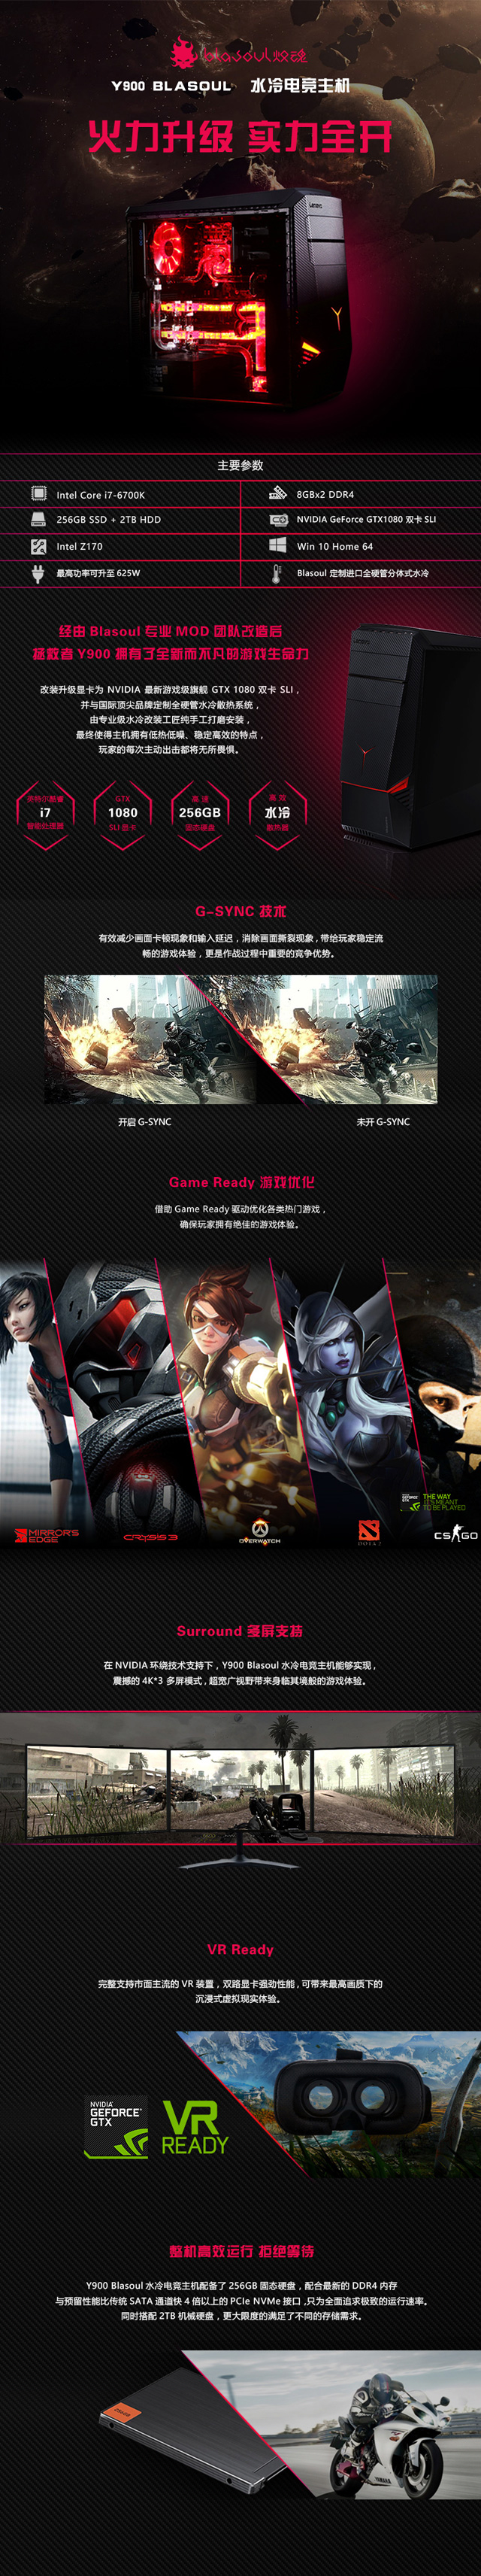 blasoul炫魂
Y900 BLASOUL 水冷电竞主机
火力升级 实力全开
主要参数
Intel Core i7-6700K
8GBx2 DDR4
256GB SSD + 2TB HDD
NVIDIA GeForce GTX1080 双卡 SLI
Intel Z170
Win 10 Home 64
最高功率可升至 625W
Blasoul 定制进口全硬管分体式水冷
经由 Blasoul 专业 MOD 团队改造后
拯救者 Y900 拥有了全新而不凡的游戏生命力
改装升级显卡为 NVIDIA 最新游戏级旗舰 GTX 1080 双卡 SLI，
并与国际顶尖品牌定制全硬管水冷散热系统，
由专业级水冷改装工匠纯手工打磨安装，
最终使得主机拥有低热低噪、稳定高效的特点，
玩家的每次主动出击都将无所畏惧。
英特尔酷睿
i7
智能处理器
GTX
1080
SLI 显卡
高速
256GB
固态硬盘
高效
水冷
散热器
G-SYNC 技术
有效减少画面卡顿现象和输入延迟，消除画面撕裂现象，带给玩家稳定流
畅的游戏体验，更是作战过程中重要的竞争优势。
开启 G-SYNC
未开 G-SYNC
Game Ready 游戏优化
借助 Game Ready 驱动优化各类热门游戏，
确保玩家拥有绝佳的游戏体验。
GEFORCE GTX
THE WAY
IT'S MEANT
TO BE PLAYED
MIRRORS
EDGE
CRYSIS 3
OVERWATCH
DOTA 2
CS GO
Surround 多屏支持
在 NVIDIA 环绕技术支持下，Y900 Blasoul 水冷电竞主机能够实现，
震撼的 4K*3 多屏模式，超宽广视野带来身临其境般的游戏体验。
VR Ready
完整支持市面主流的 VR 装置，双路显卡强劲性能，可带来最高画质下的
沉浸式虚拟现实体验。
NVIDIA
GEFORCE
GTX
VR
READY
整机高效运行 拒绝等待
Y900 Blasoul 水冷电竞主机配备了 256GB 固态硬盘，配合最新的 DDR4 内存
与预留性能比传统 SATA 通道快 4 倍以上的 PCIe NVMe 接口，只为全面追求极致的运行速率。
同时搭配 2TB 机械硬盘，更大限度的满足了不同的存储需求。
256GB
YAMAHA